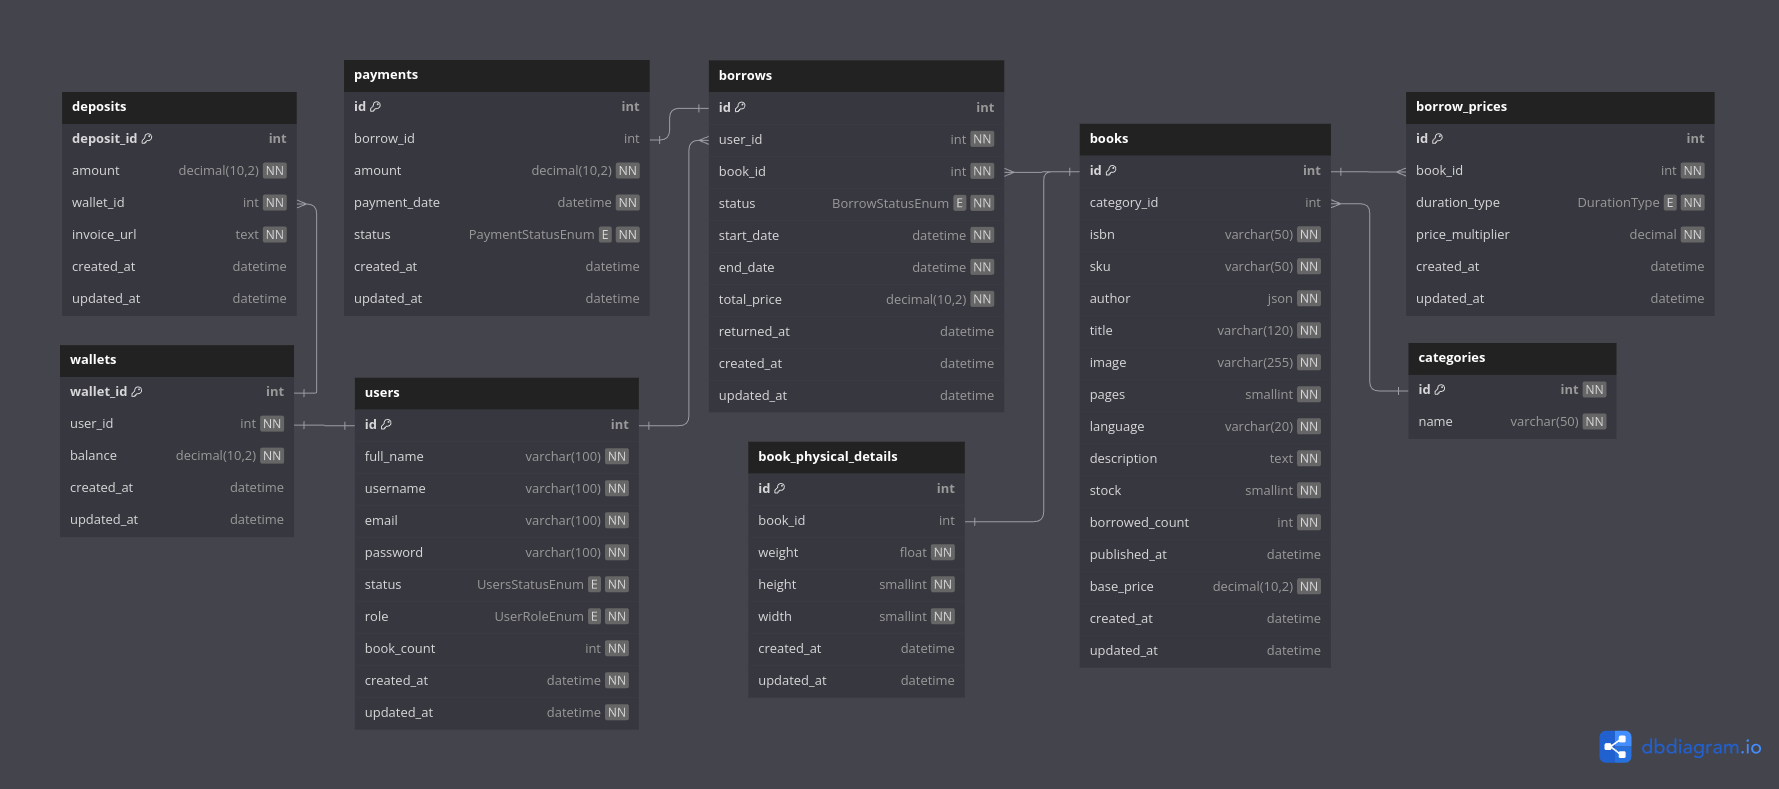 deposits
deposit_id int
amount decimal(10,2) NN
wallet_id int NN
invoice_url text NN
created_at datetime
updated_at datetime
wallets
wallet_id int
user_id int NN
balance decimal(10,2) NN
created_at datetime
updated_at datetime
payments
id int
borrow_id int
amount decimal(10,2) NN
payment_date datetime NN
status PaymentStatusEnum E NN
created_at datetime
updated_at datetime
users
id int
full_name varchar(100) NN
username varchar(100) NN
email varchar(100) NN
password varchar(100) NN
status UsersStatusEnum E NN
role UserRoleEnum E NN
book_count int NN
created_at datetime NN
updated_at datetime NN
borrows
id int
user_id int NN
book_id int NN
status BorrowStatusEnum E NN
start_date datetime NN
end_date datetime NN
total_price decimal(10,2) NN
returned_at datetime
created_at datetime
updated_at datetime
book_physical_details
id int
book_id int
weight float NN
height smallint NN
width smallint NN
created_at datetime
updated_at datetime
books
id int
category_id int
isbn varchar(50) NN
sku varchar(50) NN
author json NN
title varchar(120) NN
image varchar(255) NN
pages smallint NN
language varchar(20) NN
description text NN
stock smallint NN
borrowed_count int NN
published_at datetime
base_price decimal(10,2) NN
created_at datetime
updated_at datetime
borrow_prices
id int
book_id int NN
duration_type DurationType E NN
price_multiplier decimal NN
created_at datetime
updated_at datetime
categories
id int NN
name varchar(50) NN
dbdiagram.io